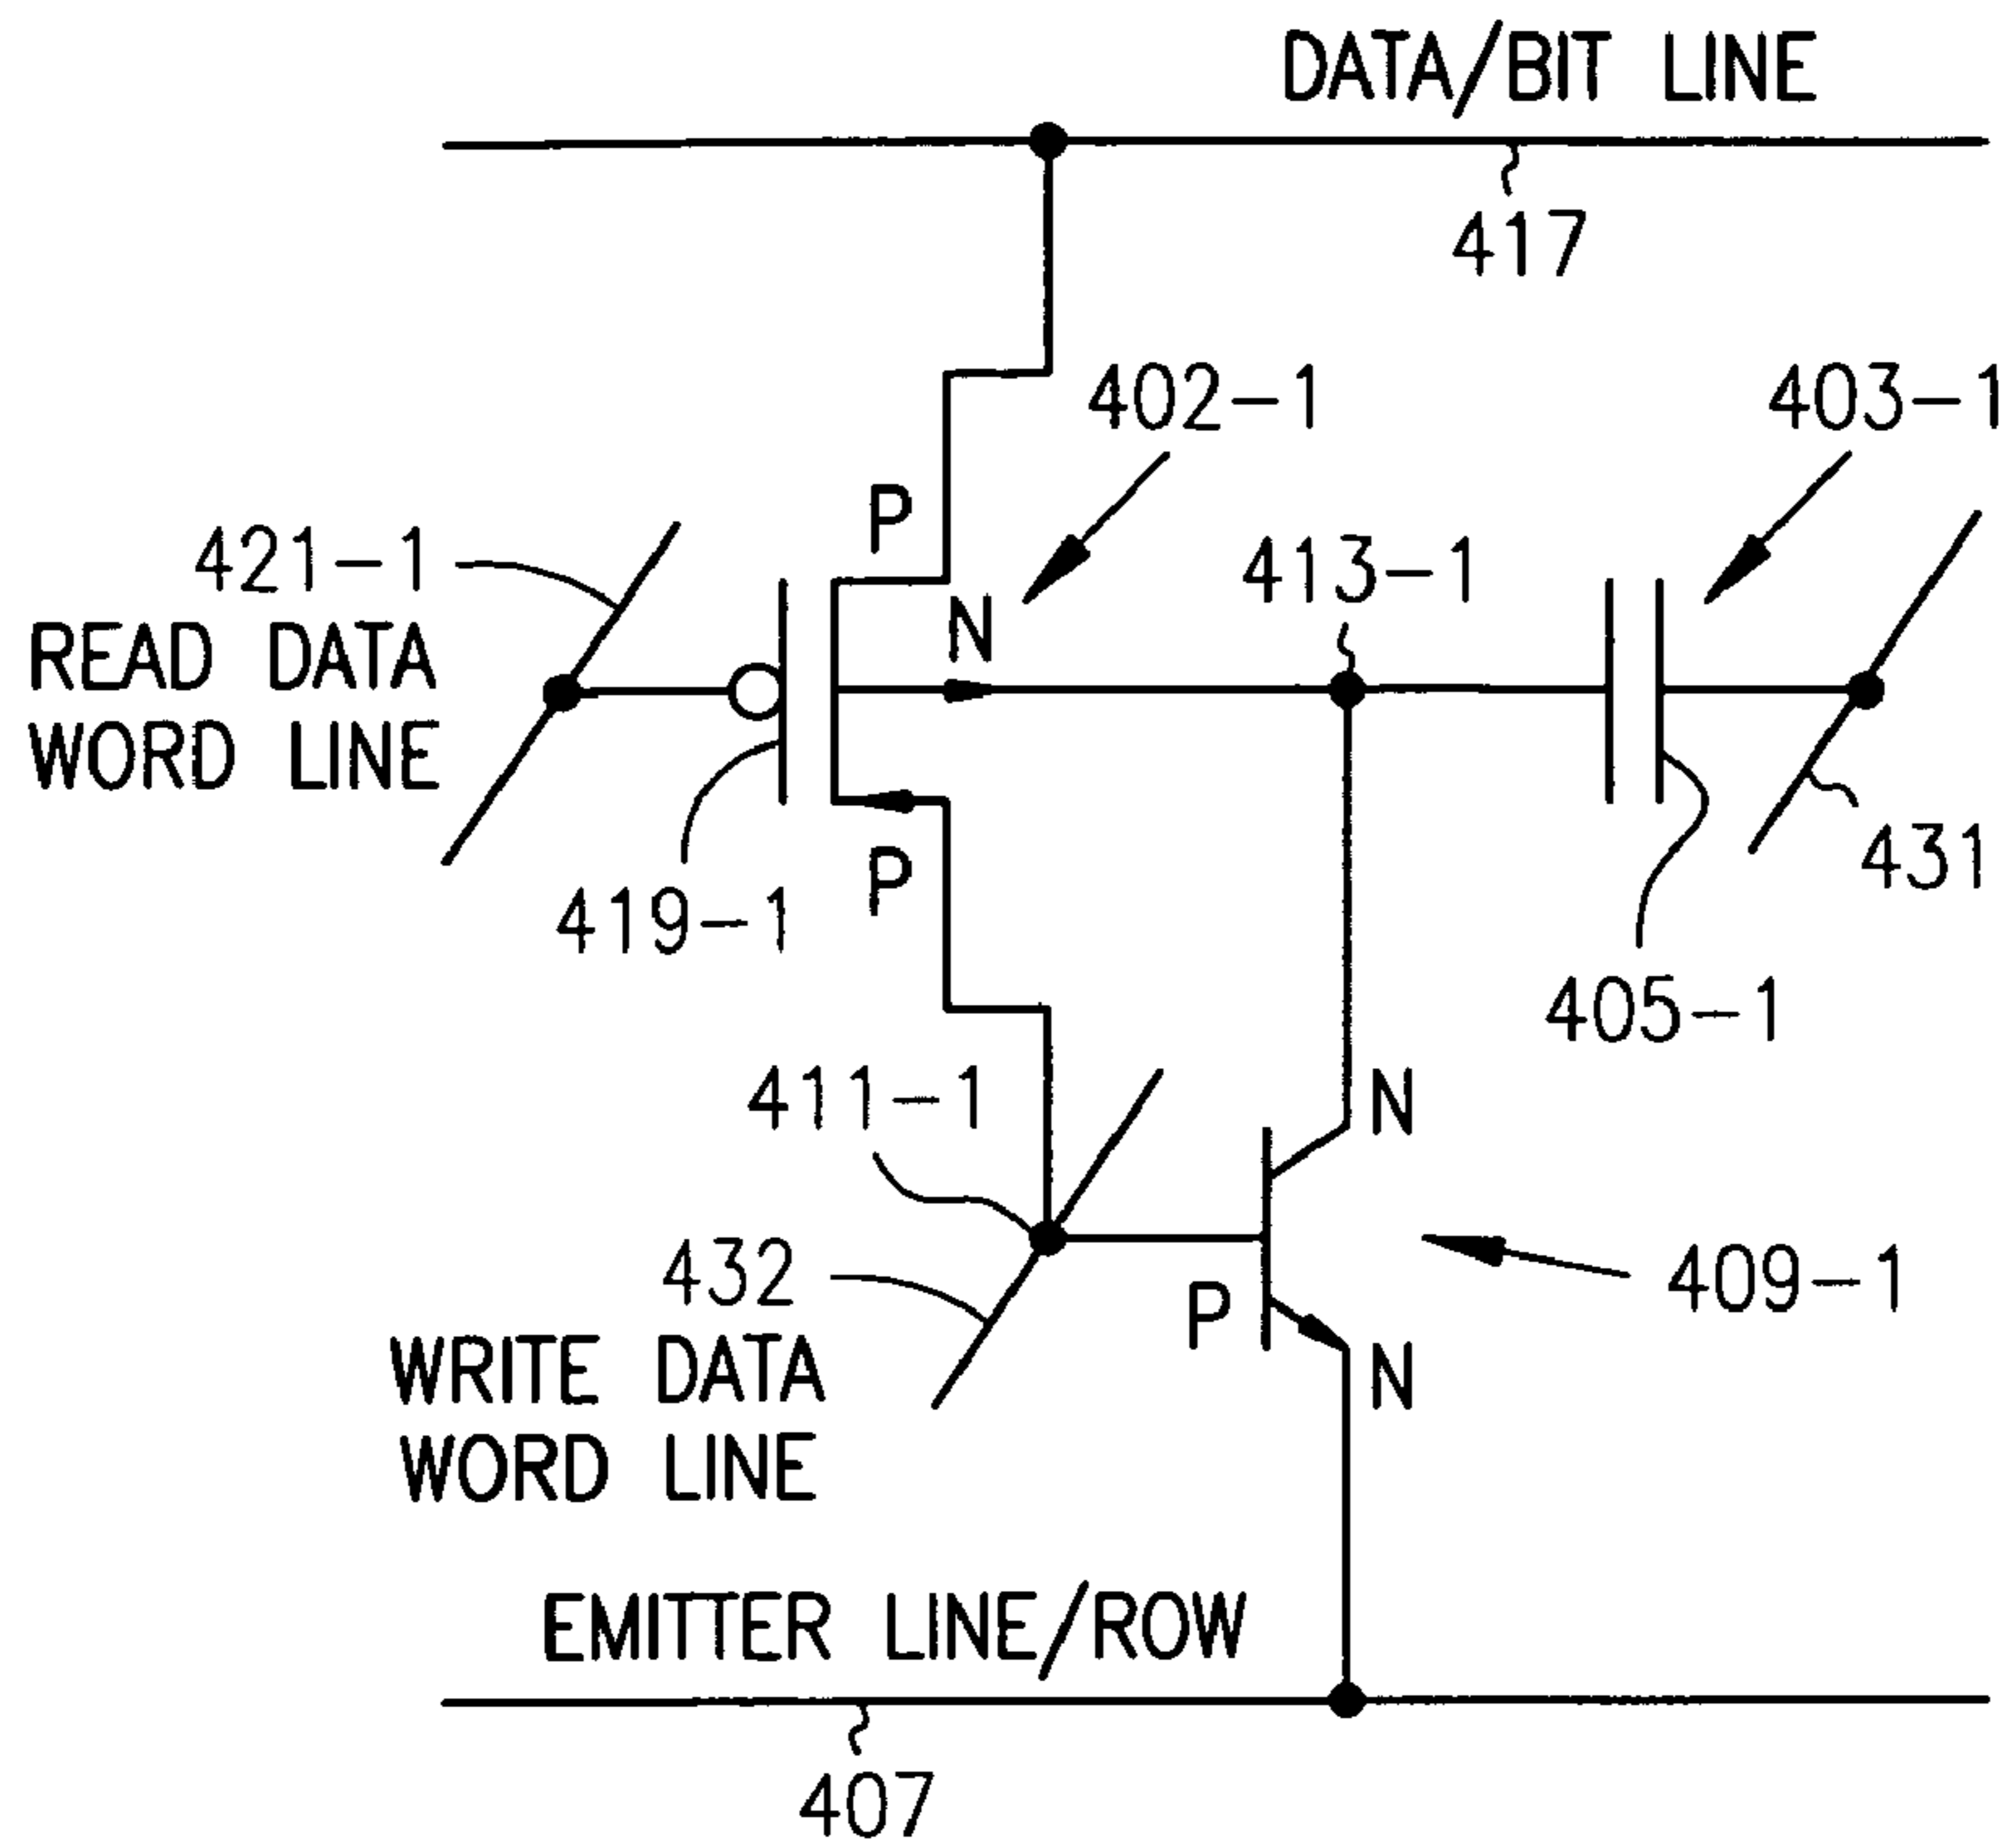 DATA/BIT LINE
417
402-1
403-1
P
421-1
413-1
N
READ DATA
WORD LINE
431
P
419-1
405-1
411-1
N
432
409-1
P
WRITE DATA
N
WORD LINE
EMITTER LINE/ROW
407